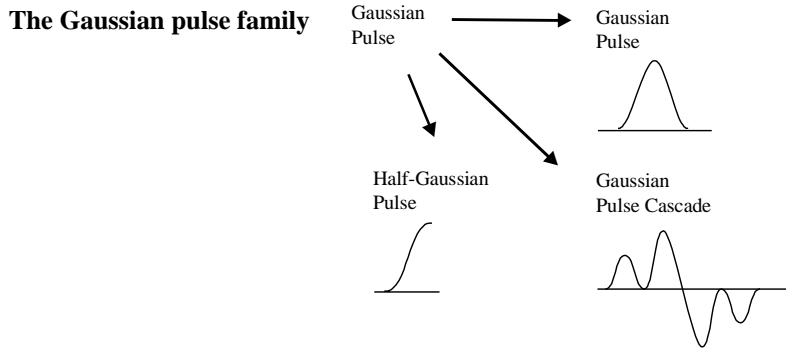 The Gaussian pulse family
Gaussian
Pulse
Gaussian
Pulse
Half-Gaussian
Pulse
Gaussian
Pulse Cascade